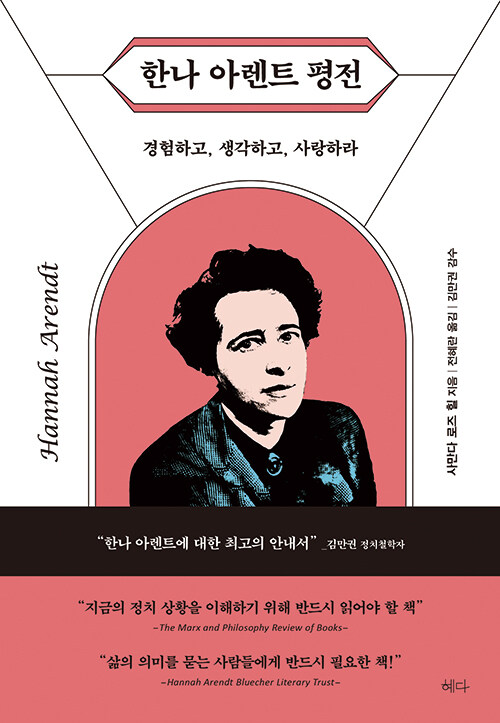 한나 아렌트 평전
경험하고, 생각하고, 사랑하라
Hannah Arendt
사만다 로즈 힐 지음 | 전혜란 옮김 | 김만권 감수
“한나 아렌트에 대한 최고의 안내서” _김만권 정치철학자
“지금의 정치 상황을 이해하기 위해 반드시 읽어야 할 책”
–The Marx and Philosophy Review of Books–
“삶의 의미를 묻는 사람들에게 반드시 필요한 책!”
–Hannah Arendt Bluecher Literary Trust–
혜다